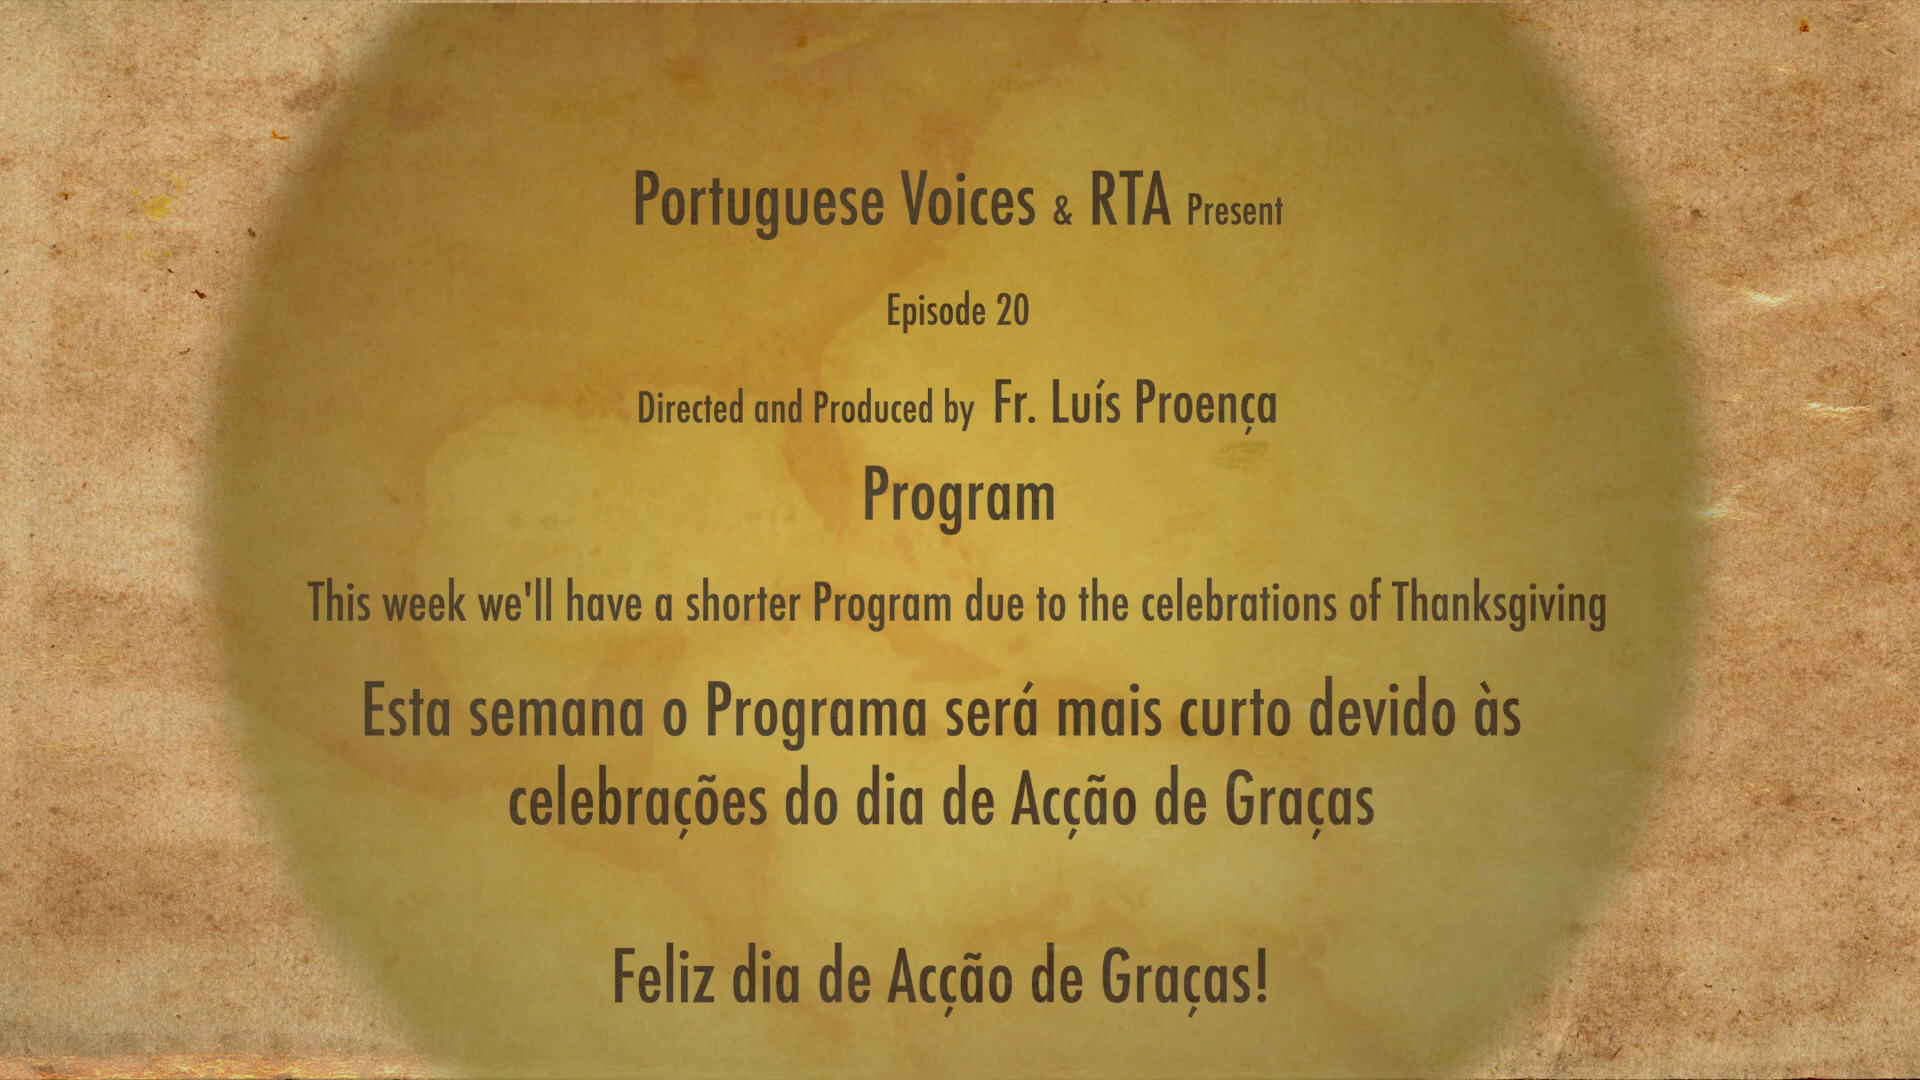 Portuguese Voices & RTA Present
Episode 20
Directed and Produced by Fr. Luís Proença
Program
This week we'll have a shorter Program due to the celebrations of Thanksgiving
Esta semana o Programa será mais curto devido às
celebrações do dia de Acção de Graças
Feliz dia de Acção de Graças!